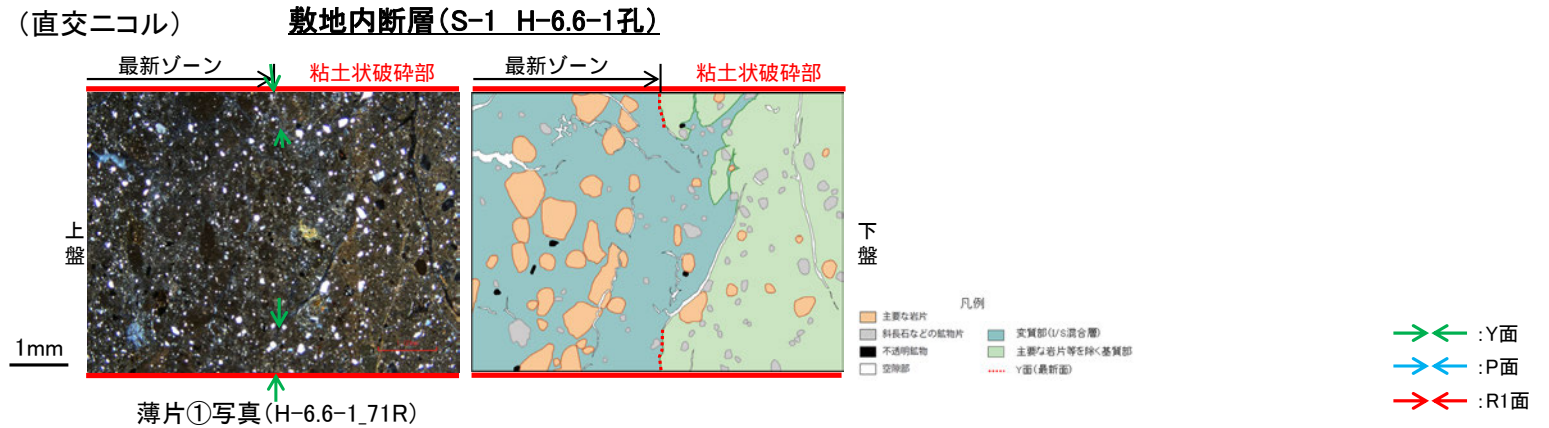 （直交ニコル）
敷地内断層（S-1 H-6.6-1孔）
最新ゾーン
粘土状破砕部
最新ゾーン
粘土状破砕部
上盤
下盤
1mm
薄片①写真（H-6.6-1_71R）
凡例
主要な岩片
斜長石などの鉱物片
不透明鉱物
空隙部
変質部(I/S混合層)
主要な岩片等を除く基質部
Y面(最新面)
:Y面
:P面
:R1面